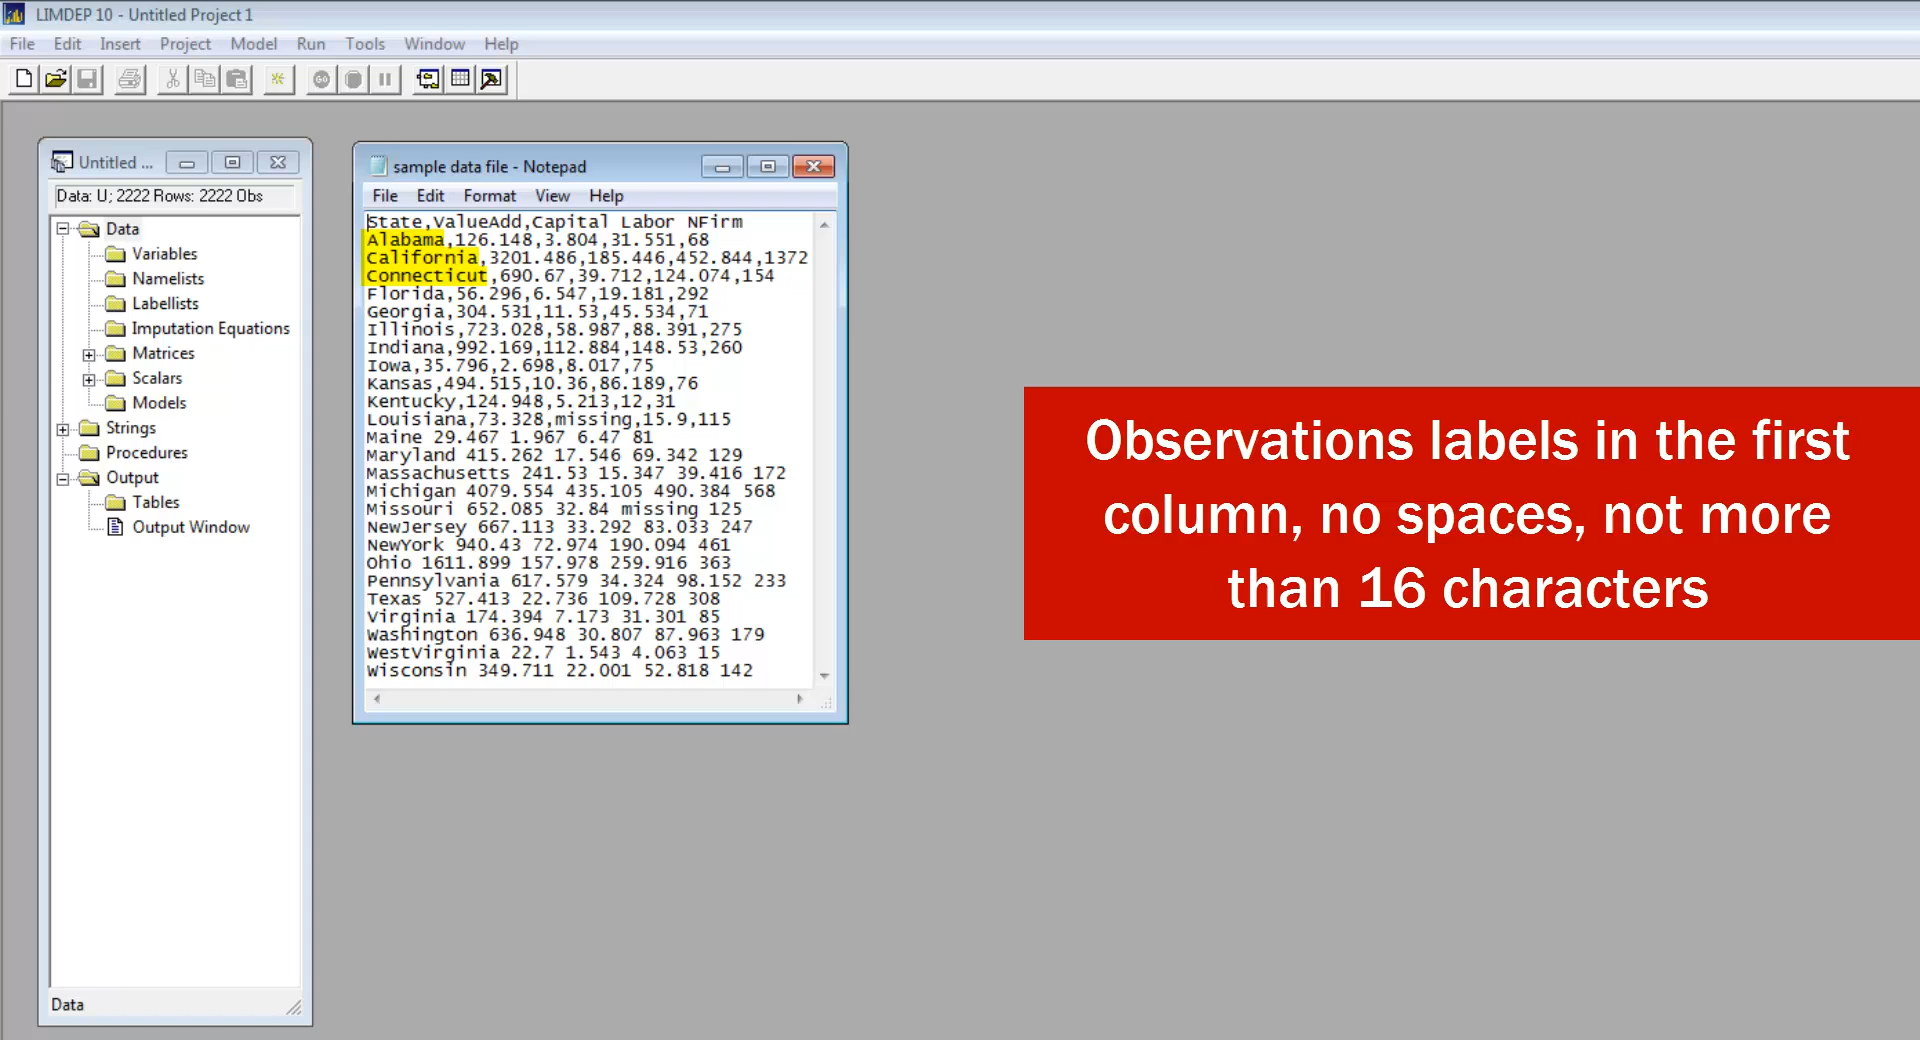 LIMDEP 10 - Untitled Project 1
File Edit Insert Project Model Run Tools Window Help
GO
Untitled ...
Data: U; 2222 Rows: 2222 Obs
Data
Variables
Namelists
Labellists
Imputation Equations
Matrices
Scalars
Models
Strings
Procedures
Output
Tables
Output Window
Data
sample data file - Notepad
File Edit Format View Help
State,ValueAdd,Capital Labor NFirm
Alabama,126.148,3.804,31.551,68
California,3201.486,185.446,452.844,1372
Connecticut,690.67,39.712,124.074,154
Florida,56.296,6.547,19.181,292
Georgia,304.531,11.53,45.534,71
Illinois,723.028,58.987,88.391,275
Indiana,992.169,112.884,148.53,260
Iowa,35.796,2.698,8.017,75
Kansas,494.515,10.36,86.189,76
Kentucky,124.948,5.213,12,31
Louisiana,73.328,missing,15.9,115
Maine 29.467 1.967 6.47 81
Maryland 415.262 17.546 69.342 129
Massachusetts 241.53 15.347 39.416 172
Michigan 4079.554 435.105 490.384 568
Missouri 652.085 32.84 missing 125
NewJersey 667.113 33.292 83.033 247
NewYork 940.43 72.974 190.094 461
Ohio 1611.899 157.978 259.916 363
Pennsylvania 617.579 34.324 98.152 233
Texas 527.413 22.736 109.728 308
Virginia 174.394 7.173 31.301 85
Washington 636.948 30.807 87.963 179
WestVirginia 22.7 1.543 4.063 15
Wisconsin 349.711 22.001 52.818 142
Observations labels in the first
column, no spaces, not more
than 16 characters